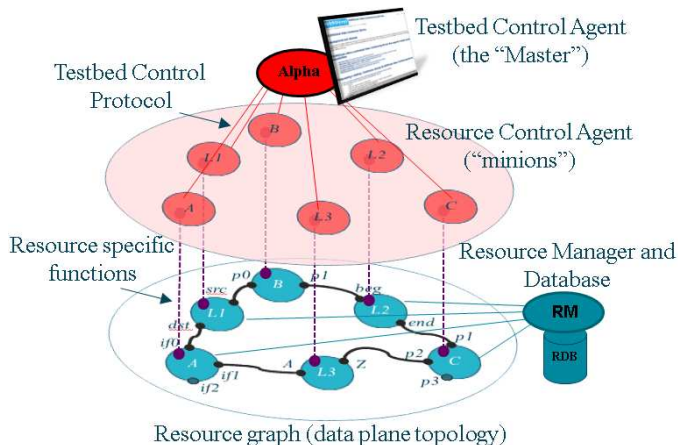 Testbed Control Agent
(the “Master”)
Alpha
Testbed Control
Protocol
B
Resource Control Agent
(“minions”)
L1
L2
A
L3
C
Resource specific
functions
Resource Manager and
Database
p0
B
p1
src
beg
L1
L2
RM
dst
end
if0
p1
A
A
Z
p2
C
RDB
if1
L3
if2
p3
Resource graph (data plane topology)